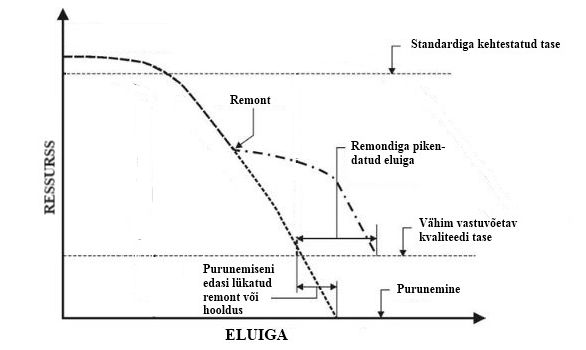 Standardiga kehtestatud tase
Remont
Remondiga piken-
datud eluiga
RESSURSS
Vähim vastuvõetav
kvaliteedi tase
Purunemiseni
edasi lükatud
remont või
hooldus
Purunemine
ELUIGA